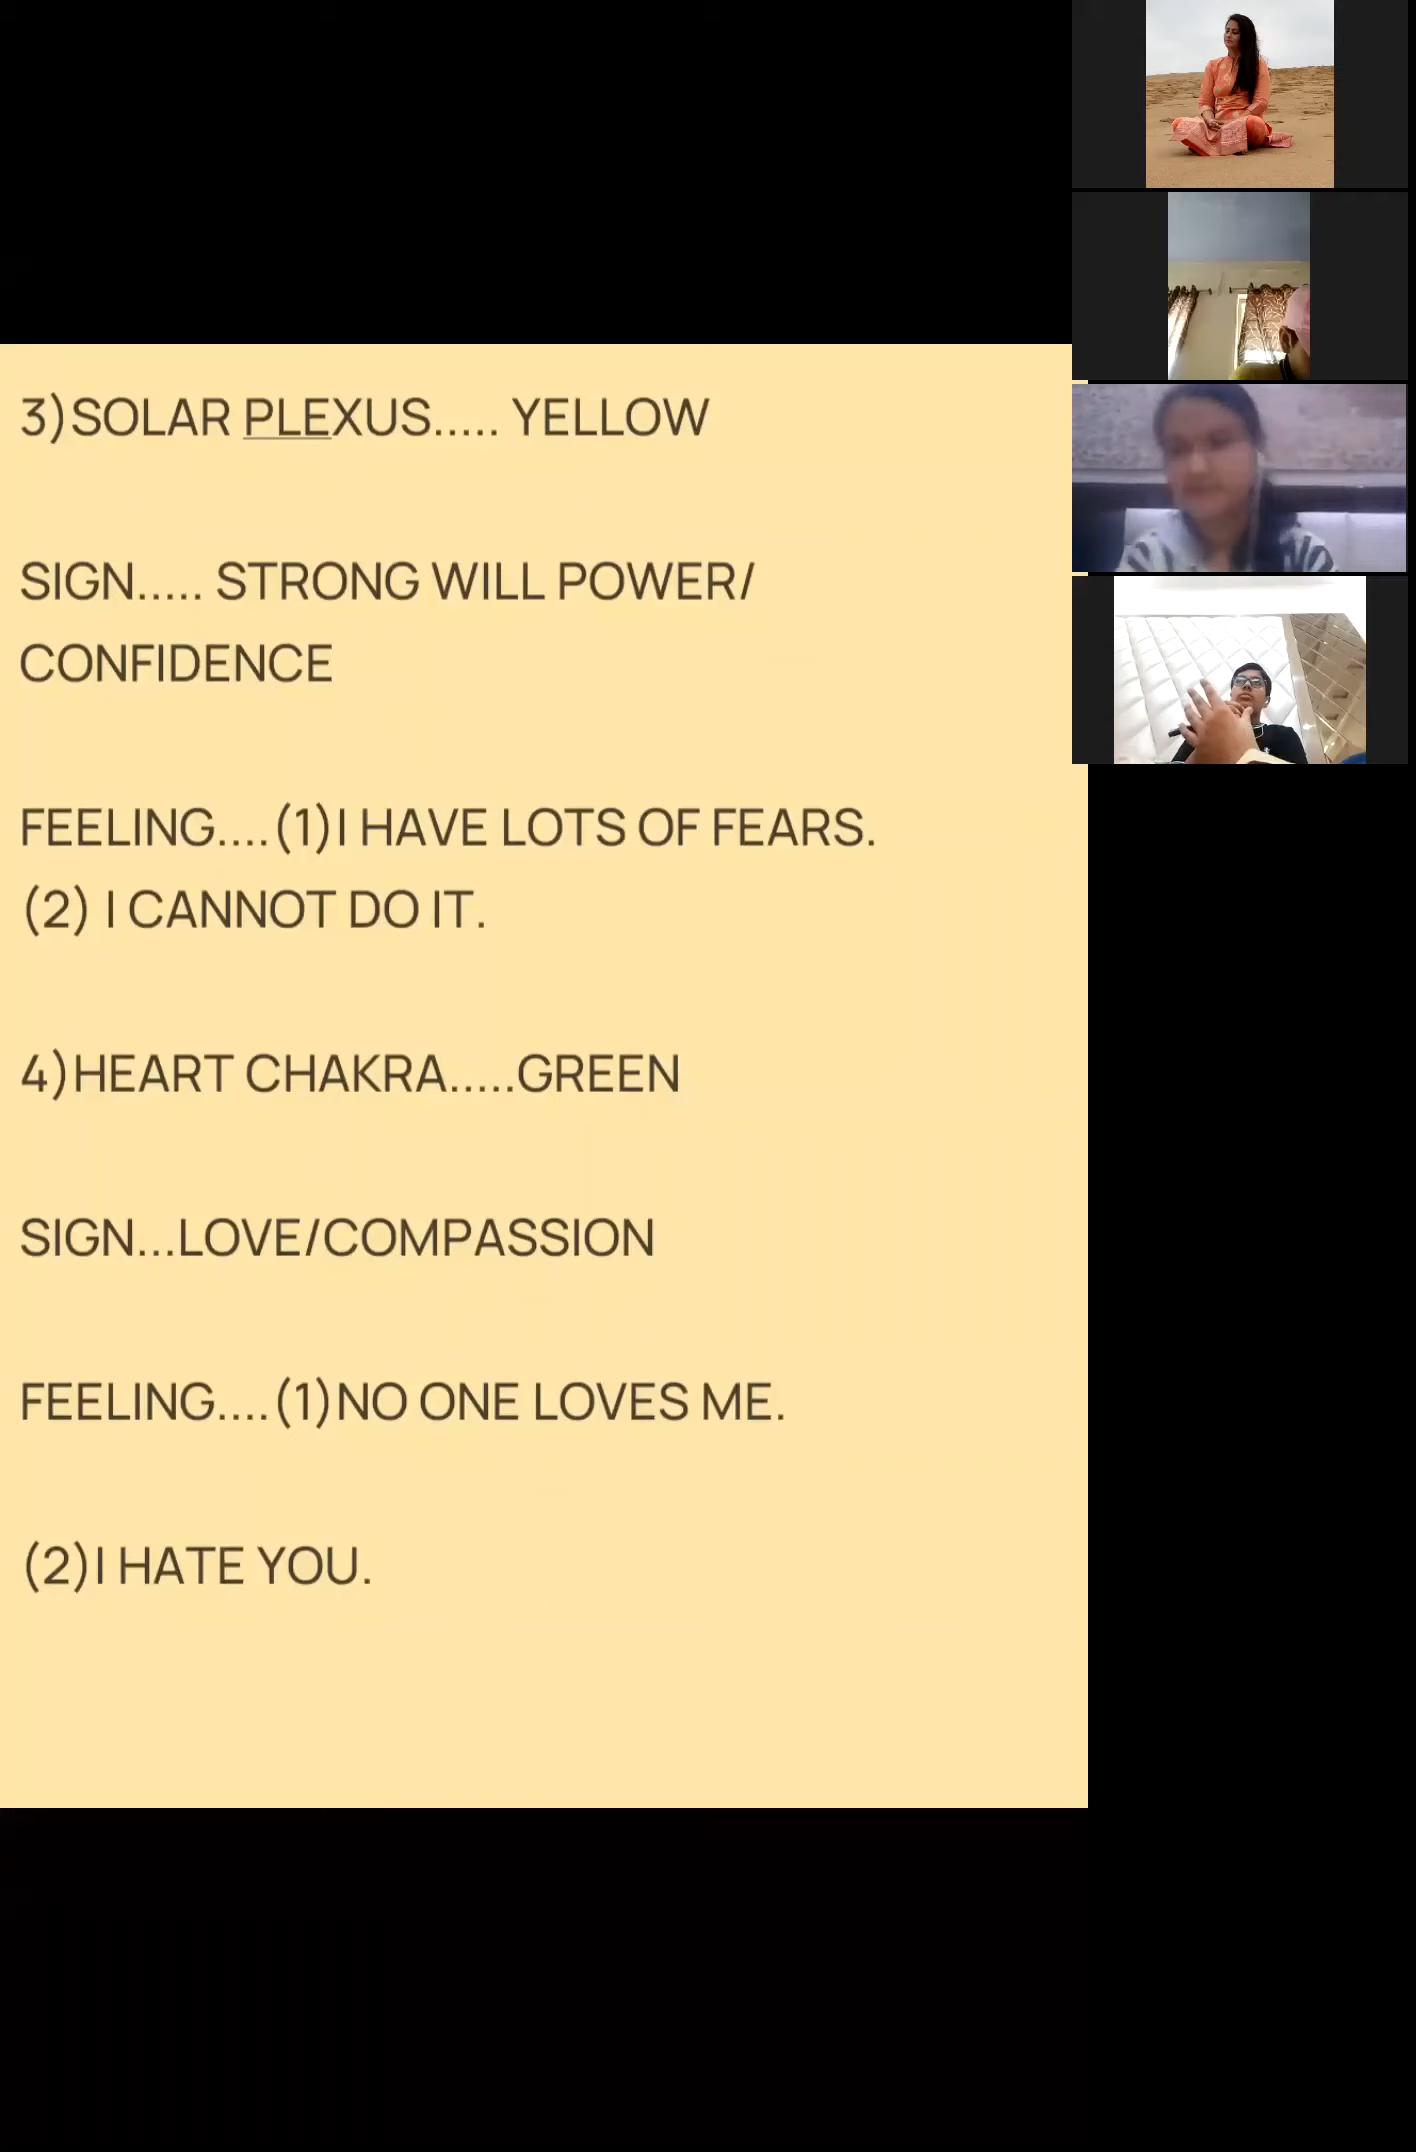 3)SOLAR PLEXUS..... YELLOW
SIGN..... STRONG WILL POWER/
CONFIDENCE
FEELING....(1)I HAVE LOTS OF FEARS.
(2) I CANNOT DO IT.
4)HEART CHAKRA.....GREEN
SIGN...LOVE/COMPASSION
FEELING....(1)NO ONE LOVES ME.
(2)I HATE YOU.